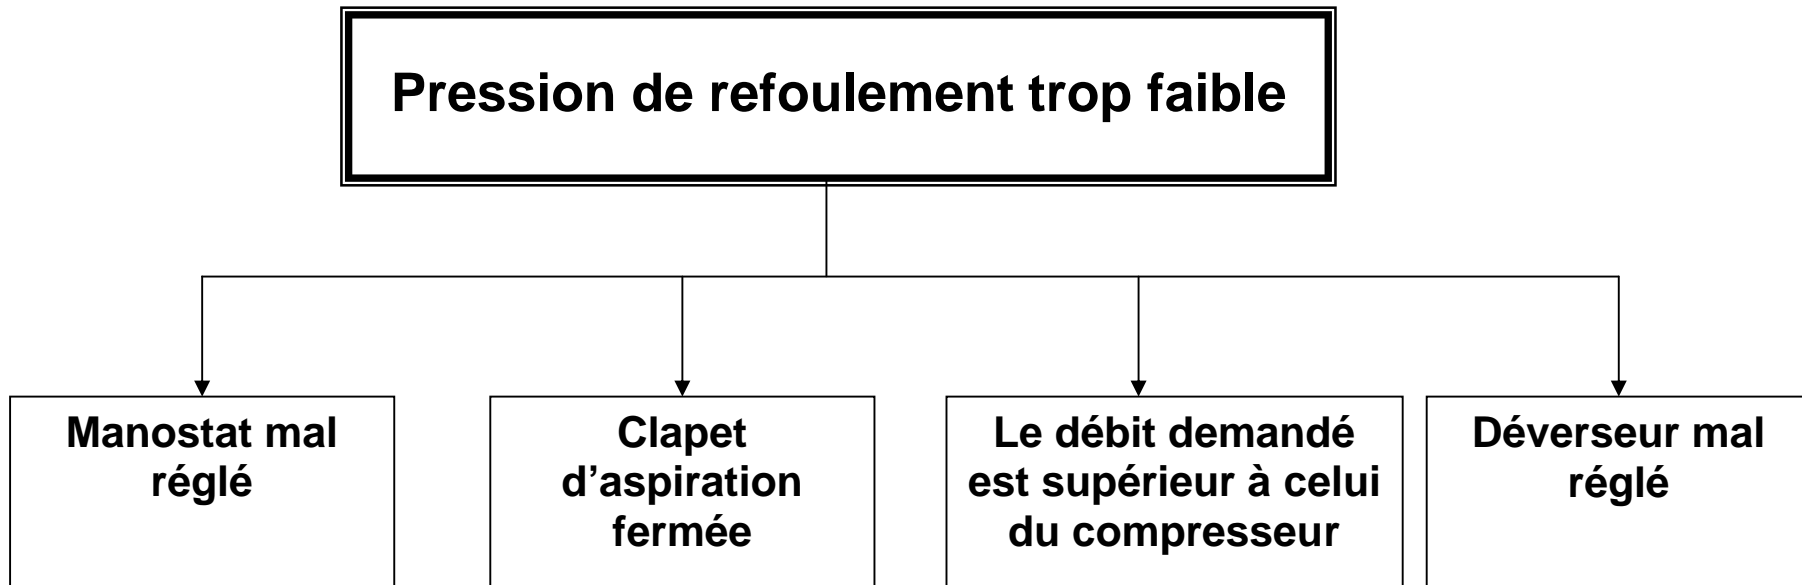 Pression de refoulement trop faible
Manostat mal
réglé
Clapet
d’aspiration
fermée
Le débit demandé
est supérieur à celui
du compresseur
Déverseur mal
réglé